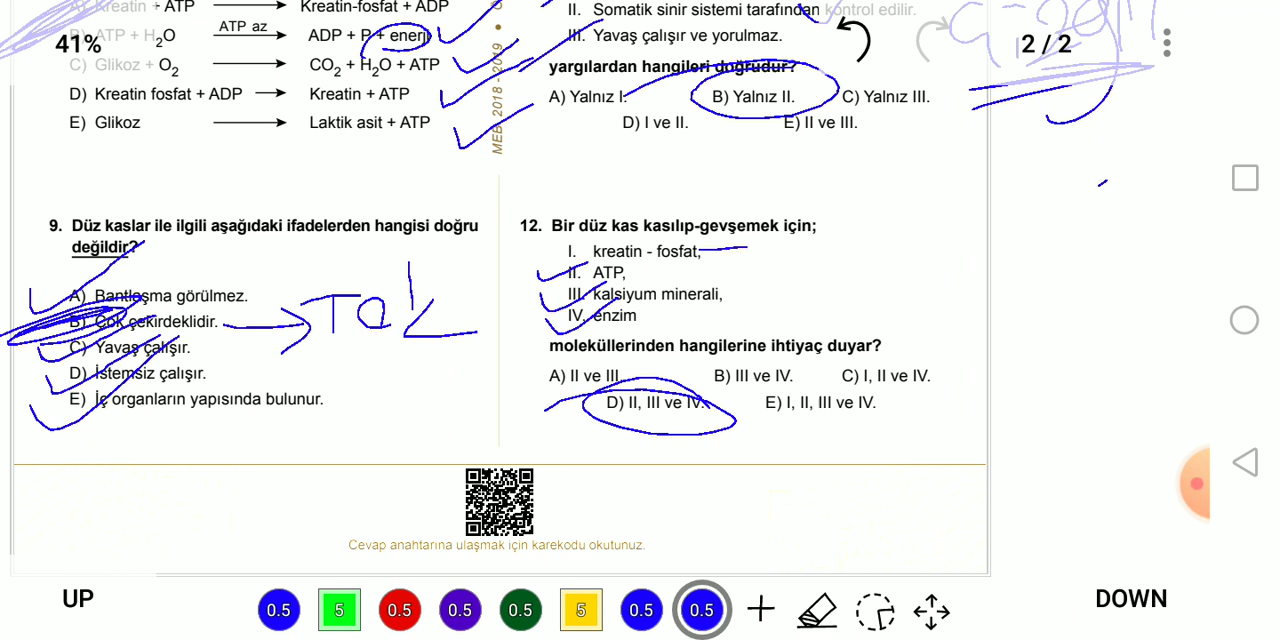 A) Kreatin + ATP → Kreatin-fosfat + ADP
B) ATP + H2O ATP az → ADP + P + enerji
C) Glikoz + O2 → CO2 + H2O + ATP
D) Kreatin fosfat + ADP → Kreatin + ATP
E) Glikoz → Laktik asit + ATP
41%
MEB 2018 - 2019 •
9. Düz kaslar ile ilgili aşağıdaki ifadelerden hangisi doğru
değildir?
A) Bantlaşma görülmez.
B) Çok çekirdeklidir.
C) Yavaş çalışır.
D) İstemsiz çalışır.
E) İç organların yapısında bulunur.
II. Somatik sinir sistemi tarafından kontrol edilir.
III. Yavaş çalışır ve yorulmaz.
yargılardan hangileri doğrudur?
A) Yalnız I. B) Yalnız II. C) Yalnız III.
D) I ve II. E) II ve III.
12. Bir düz kas kasılıp-gevşemek için;
I. kreatin - fosfat,
II. ATP,
III. kalsiyum minerali,
IV. enzim
moleküllerinden hangilerine ihtiyaç duyar?
A) II ve III. B) III ve IV. C) I, II ve IV.
D) II, III ve IV. E) I, II, III ve IV.
2 / 2
Cevap anahtarına ulaşmak için karekodu okutunuz.
UP
0.5 5 0.5 0.5 0.5 5 0.5 0.5
DOWN